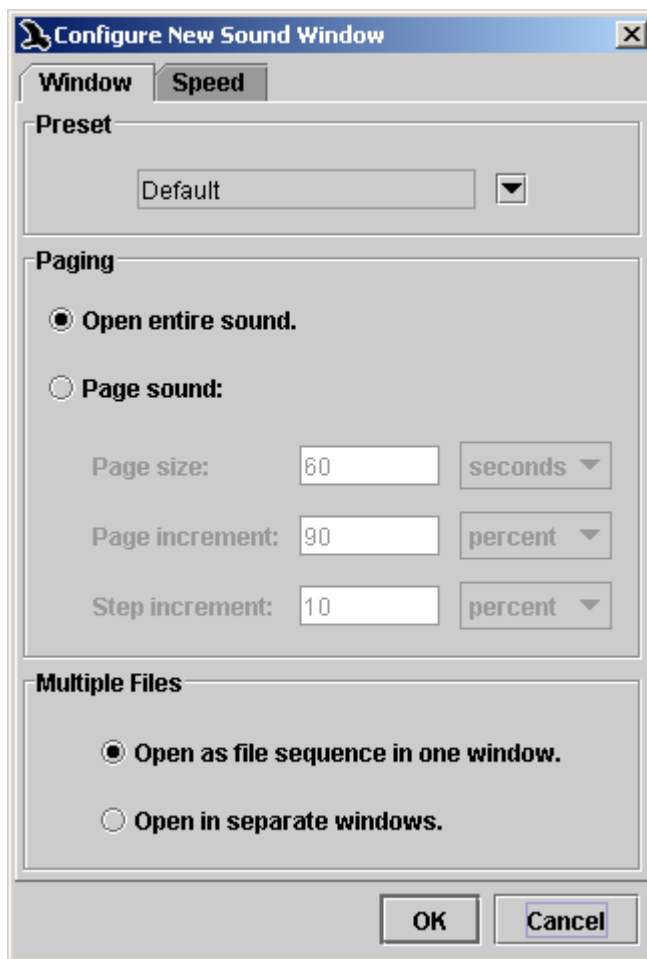 Configure New Sound Window
Window Speed
Preset
Default
Paging
Open entire sound.
Page sound:
Page size: 60 seconds
Page increment: 90 percent
Step increment: 10 percent
Multiple Files
Open as file sequence in one window.
Open in separate windows.
OK Cancel